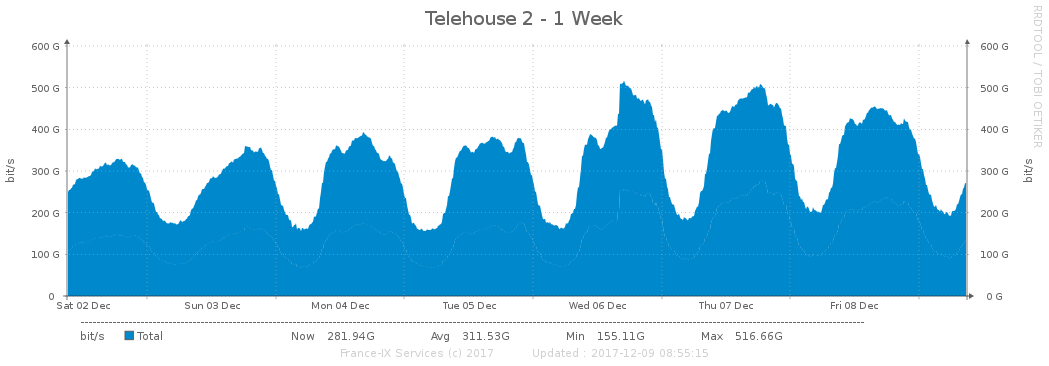 Telehouse 2 - 1 Week
RRDTOOL / TOBI OETIKER
600 G 600 G
500 G 500 G
400 G 400 G
300 G 300 G
200 G 200 G
100 G 100 G
0 0 G
bit/s bit/s
Sat 02 Dec Sun 03 Dec Mon 04 Dec Tue 05 Dec Wed 06 Dec Thu 07 Dec Fri 08 Dec
bit/s Total Now 281.94G Avg 311.53G Min 155.11G Max 516.66G
France-IX Services (c) 2017 Updated : 2017-12-09 08:55:15